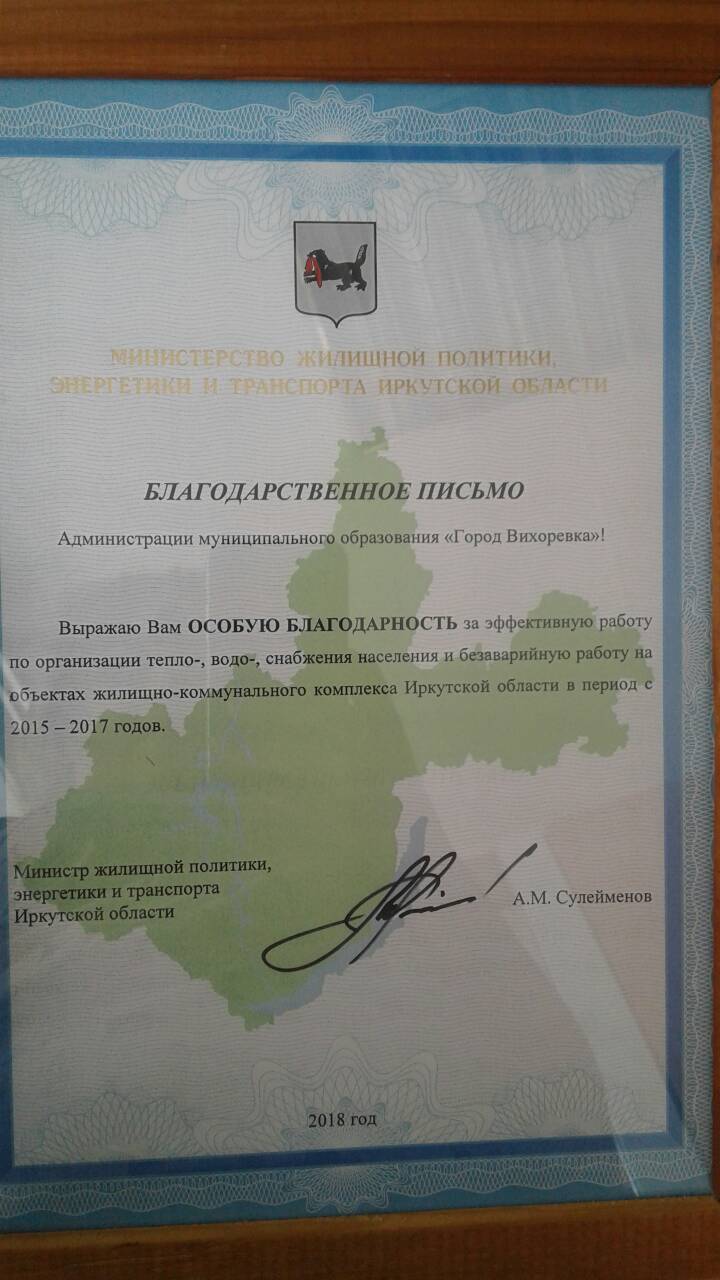 МИНИСТЕРСТВО ЖИЛИЩНОЙ ПОЛИТИКИ,
ЭНЕРГЕТИКИ И ТРАНСПОРТА ИРКУТСКОЙ ОБЛАСТИ
БЛАГОДАРСТВЕННОЕ ПИСЬМО
Администрации муниципального образования «Город Вихоревка»!
Выражаю Вам ОСОБУЮ БЛАГОДАРНОСТЬ за эффективную работу
по организации тепло-, водо-, снабжения населения и безаварийную работу на
объектах жилищно-коммунального комплекса Иркутской области в период с
2015 – 2017 годов.
Министр жилищной политики,
энергетики и транспорта
Иркутской области
А.М. Сулейменов
2018 год